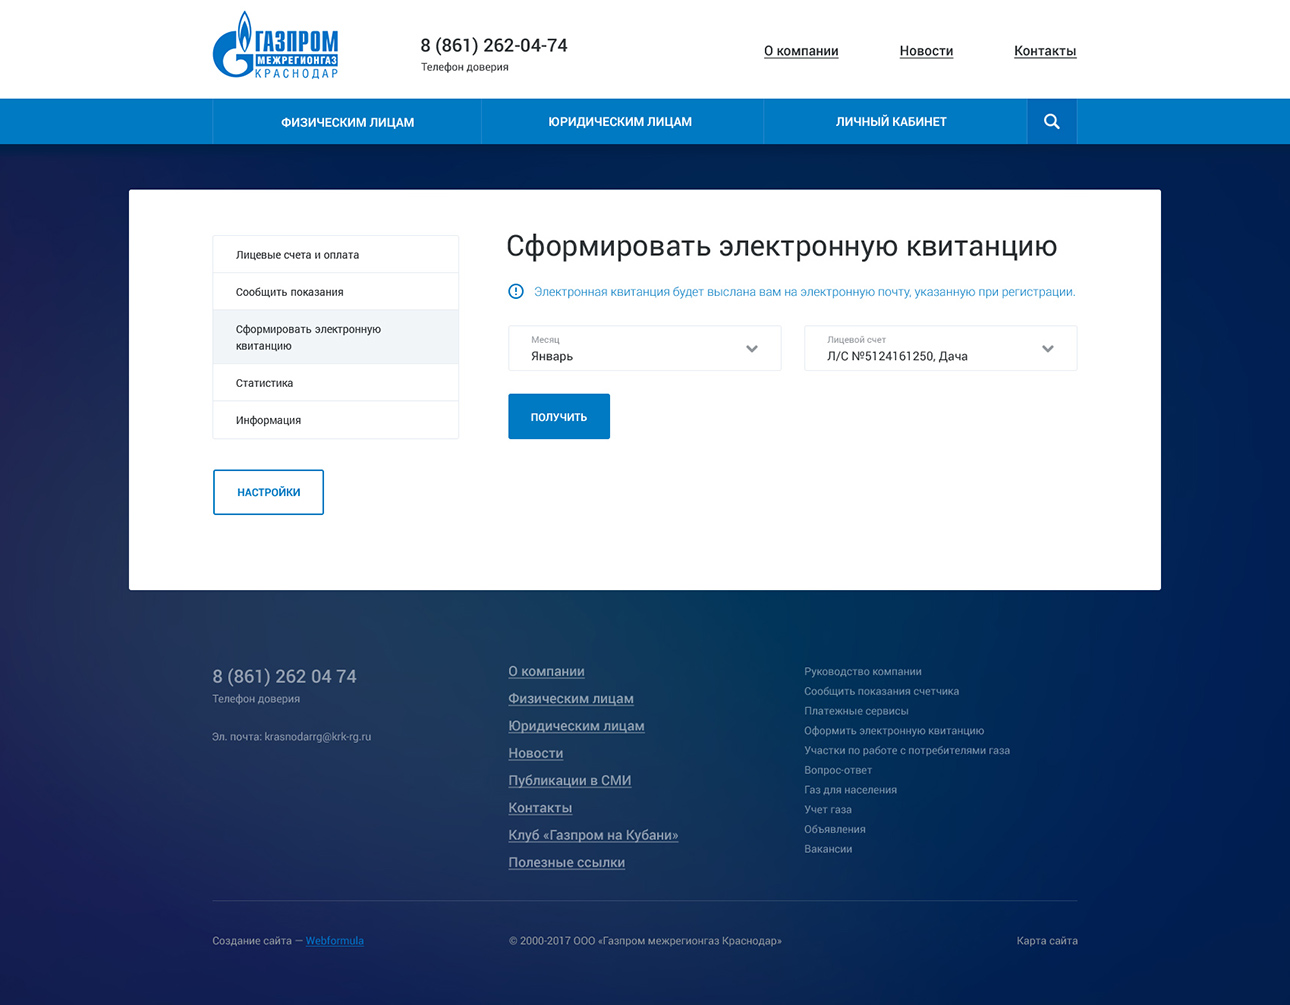 ГАЗПРОМ
МЕЖРЕГИОНГАЗ
КРАСНОДАР
8 (861) 262-04-74
Телефон доверия
О компании
Новости
Контакты
ФИЗИЧЕСКИМ ЛИЦАМ
ЮРИДИЧЕСКИМ ЛИЦАМ
ЛИЧНЫЙ КАБИНЕТ
Лицевые счета и оплата
Сообщить показания
Сформировать электронную
квитанцию
Статистика
Информация
НАСТРОЙКИ
Сформировать электронную квитанцию
Электронная квитанция будет выслана вам на электронную почту, указанную при регистрации.
Месяц
Январь
Лицевой счет
Л/С №5124161250, Дача
ПОЛУЧИТЬ
8 (861) 262 04 74
Телефон доверия
Эл. почта: krasnodarrg@krk-rg.ru
О компании
Физическим лицам
Юридическим лицам
Новости
Публикации в СМИ
Контакты
Клуб «Газпром на Кубани»
Полезные ссылки
Руководство компании
Сообщить показания счетчика
Платежные сервисы
Оформить электронную квитанцию
Участки по работе с потребителями газа
Вопрос-ответ
Газ для населения
Учет газа
Объявления
Вакансии
Создание сайта — Webformula
© 2000-2017 ООО «Газпром межрегионгаз Краснодар»
Карта сайта